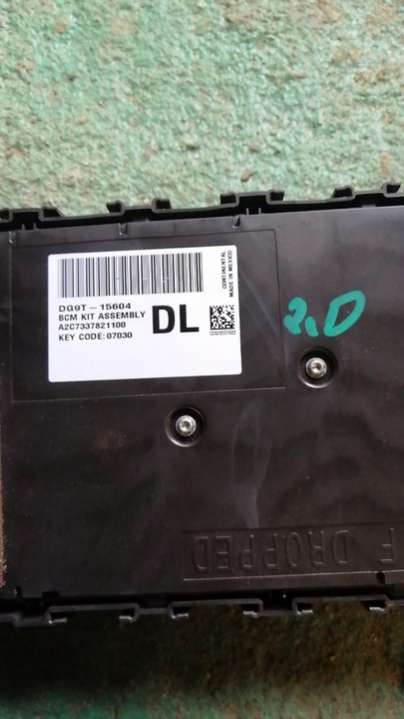 DG9T-15604
BCM KIT ASSEMBLY
A2C7337821100
KEY CODE:07030
DL
CONTINENTAL
MADE IN MEXICO
2.0
F DROPPED